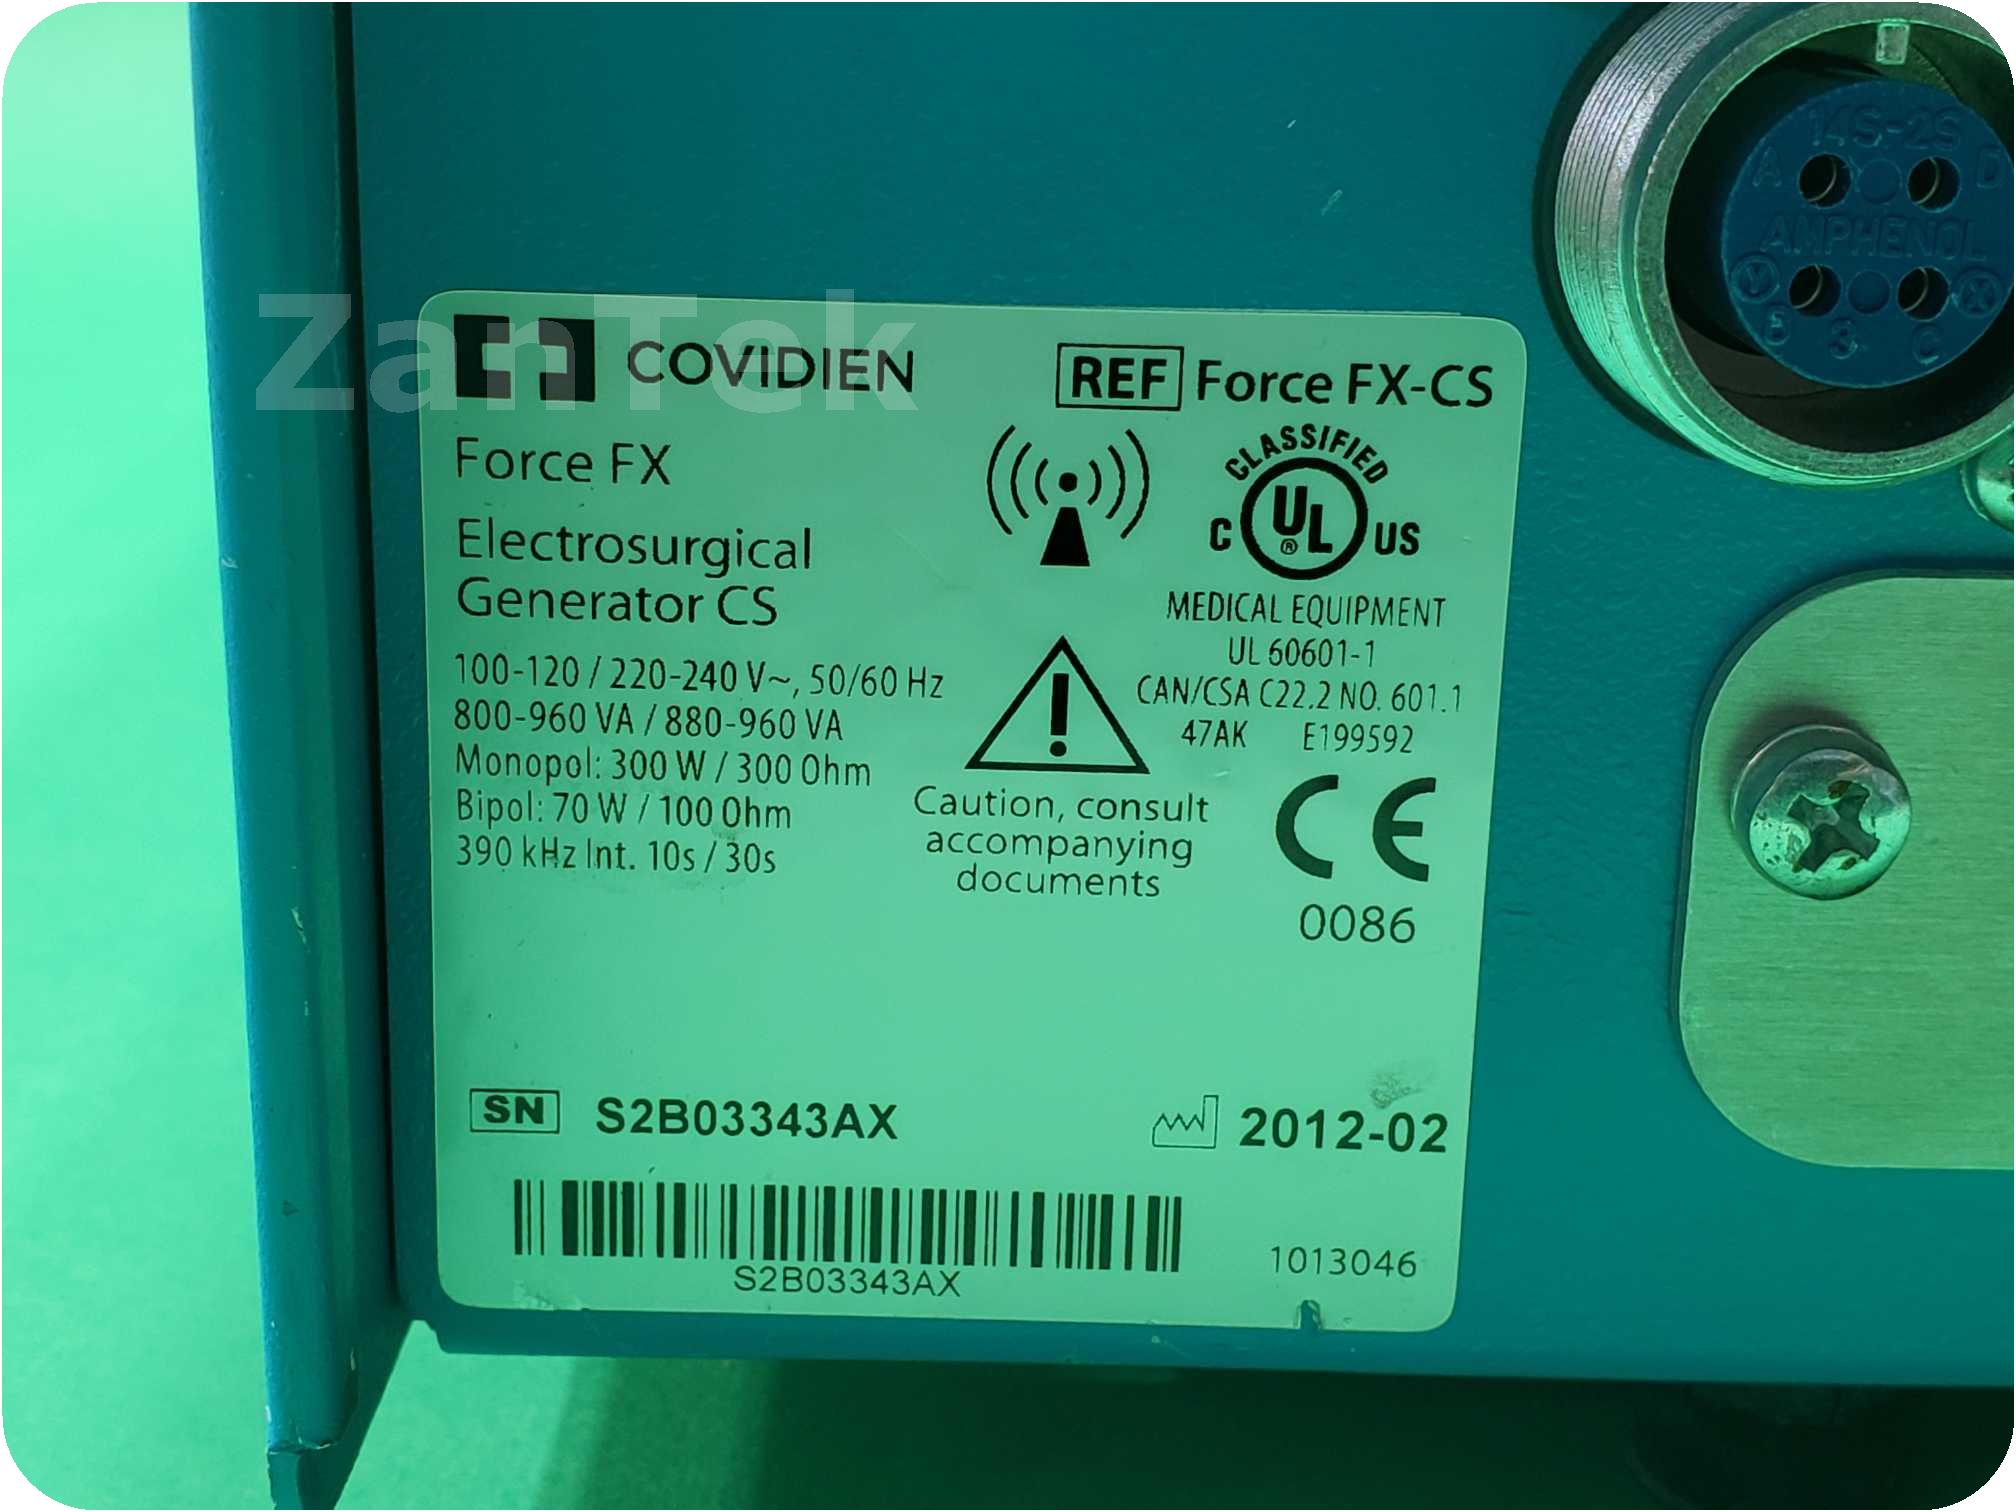 ZanTek
COVIDIEN
REF Force FX-CS
Force FX
Electrosurgical
Generator CS
100-120 / 220-240 V~, 50/60 Hz
800-960 VA / 880-960 VA
Monopol: 300 W / 300 Ohm
Bipol: 70 W / 100 Ohm
390 kHz Int. 10s / 30s
CLASSIFIED
C UL ® US
MEDICAL EQUIPMENT
UL 60601-1
CAN/CSA C22.2 NO. 601.1
47AK E199592
!
Caution, consult
accompanying
documents
CE
0086
SN S2B03343AX
2012-02
S2B03343AX
1013046
14S-2S
A D
AMPHENOL
Y X
B C